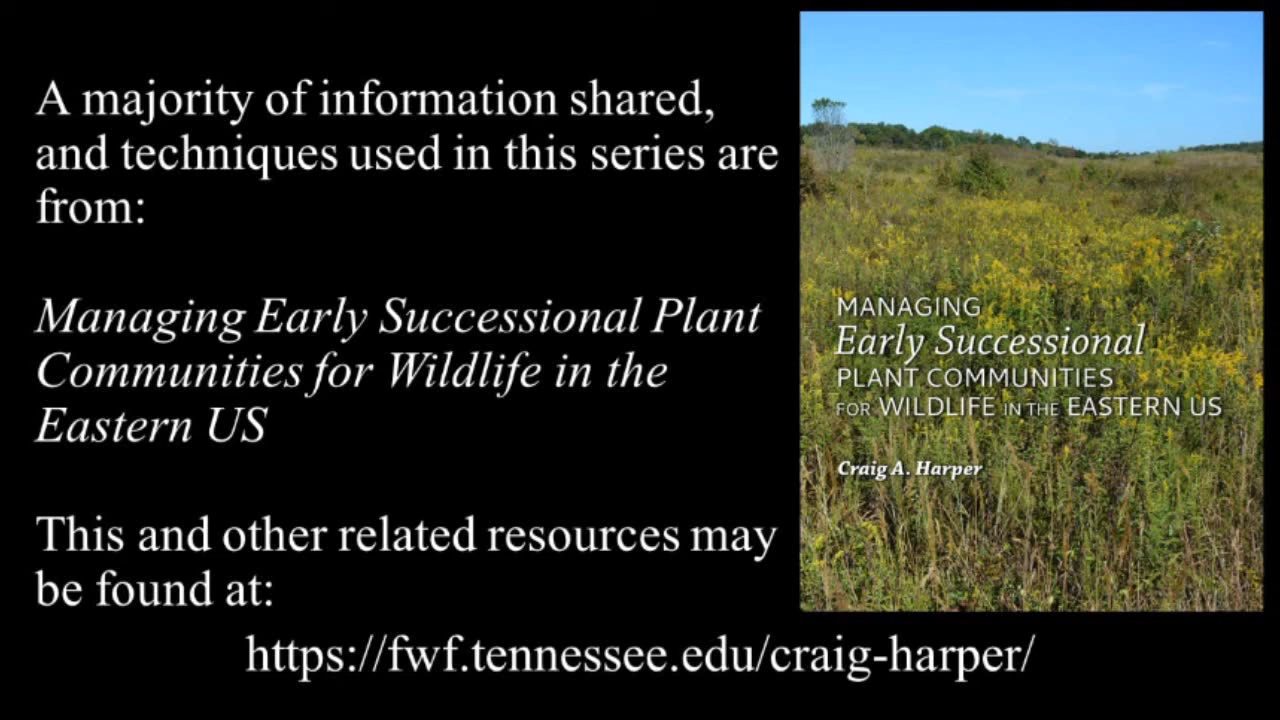 A majority of information shared,
and techniques used in this series are
from:
Managing Early Successional Plant
Communities for Wildlife in the
Eastern US
This and other related resources may
be found at:
https://fwf.tennessee.edu/craig-harper/
MANAGING
Early Successional
PLANT COMMUNITIES
FOR WILDLIFE IN THE EASTERN US
Craig A. Harper